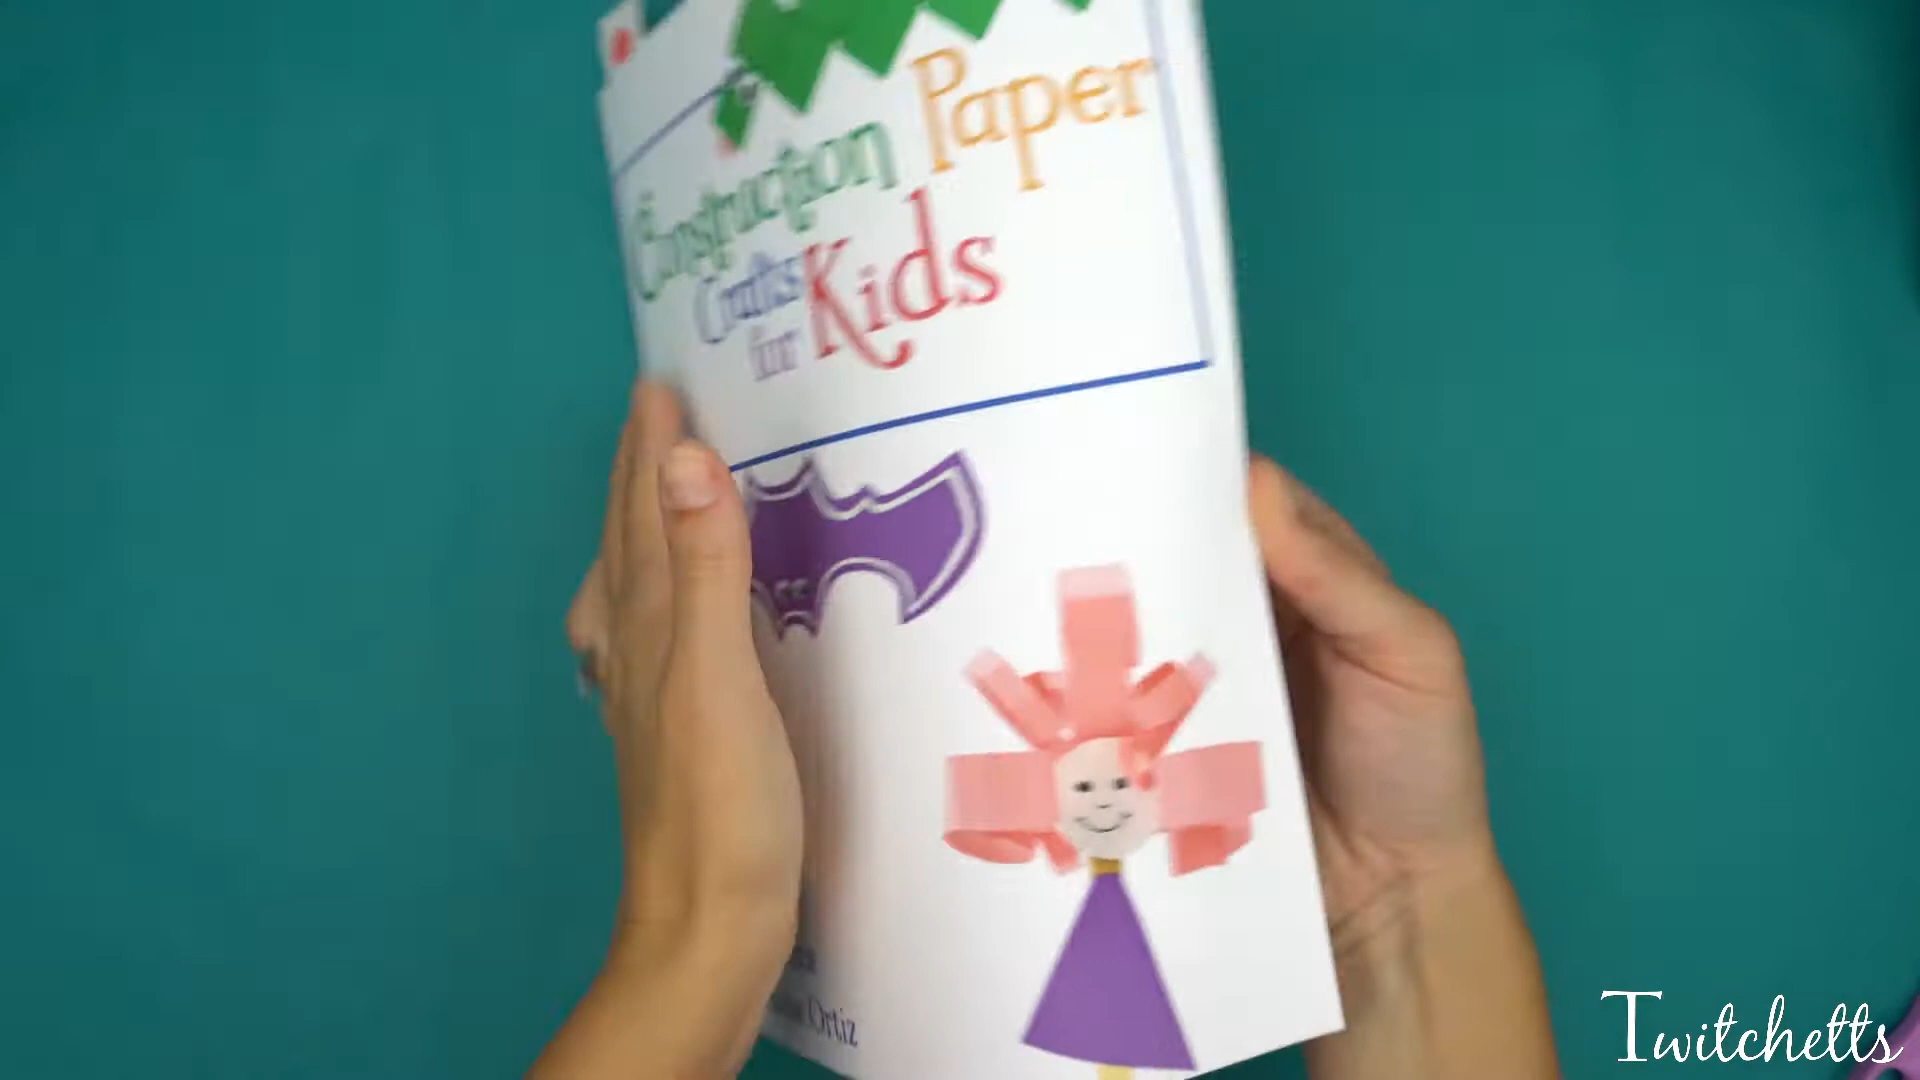 Construction Paper
Crafts
for Kids
Ortiz
Twitchetts